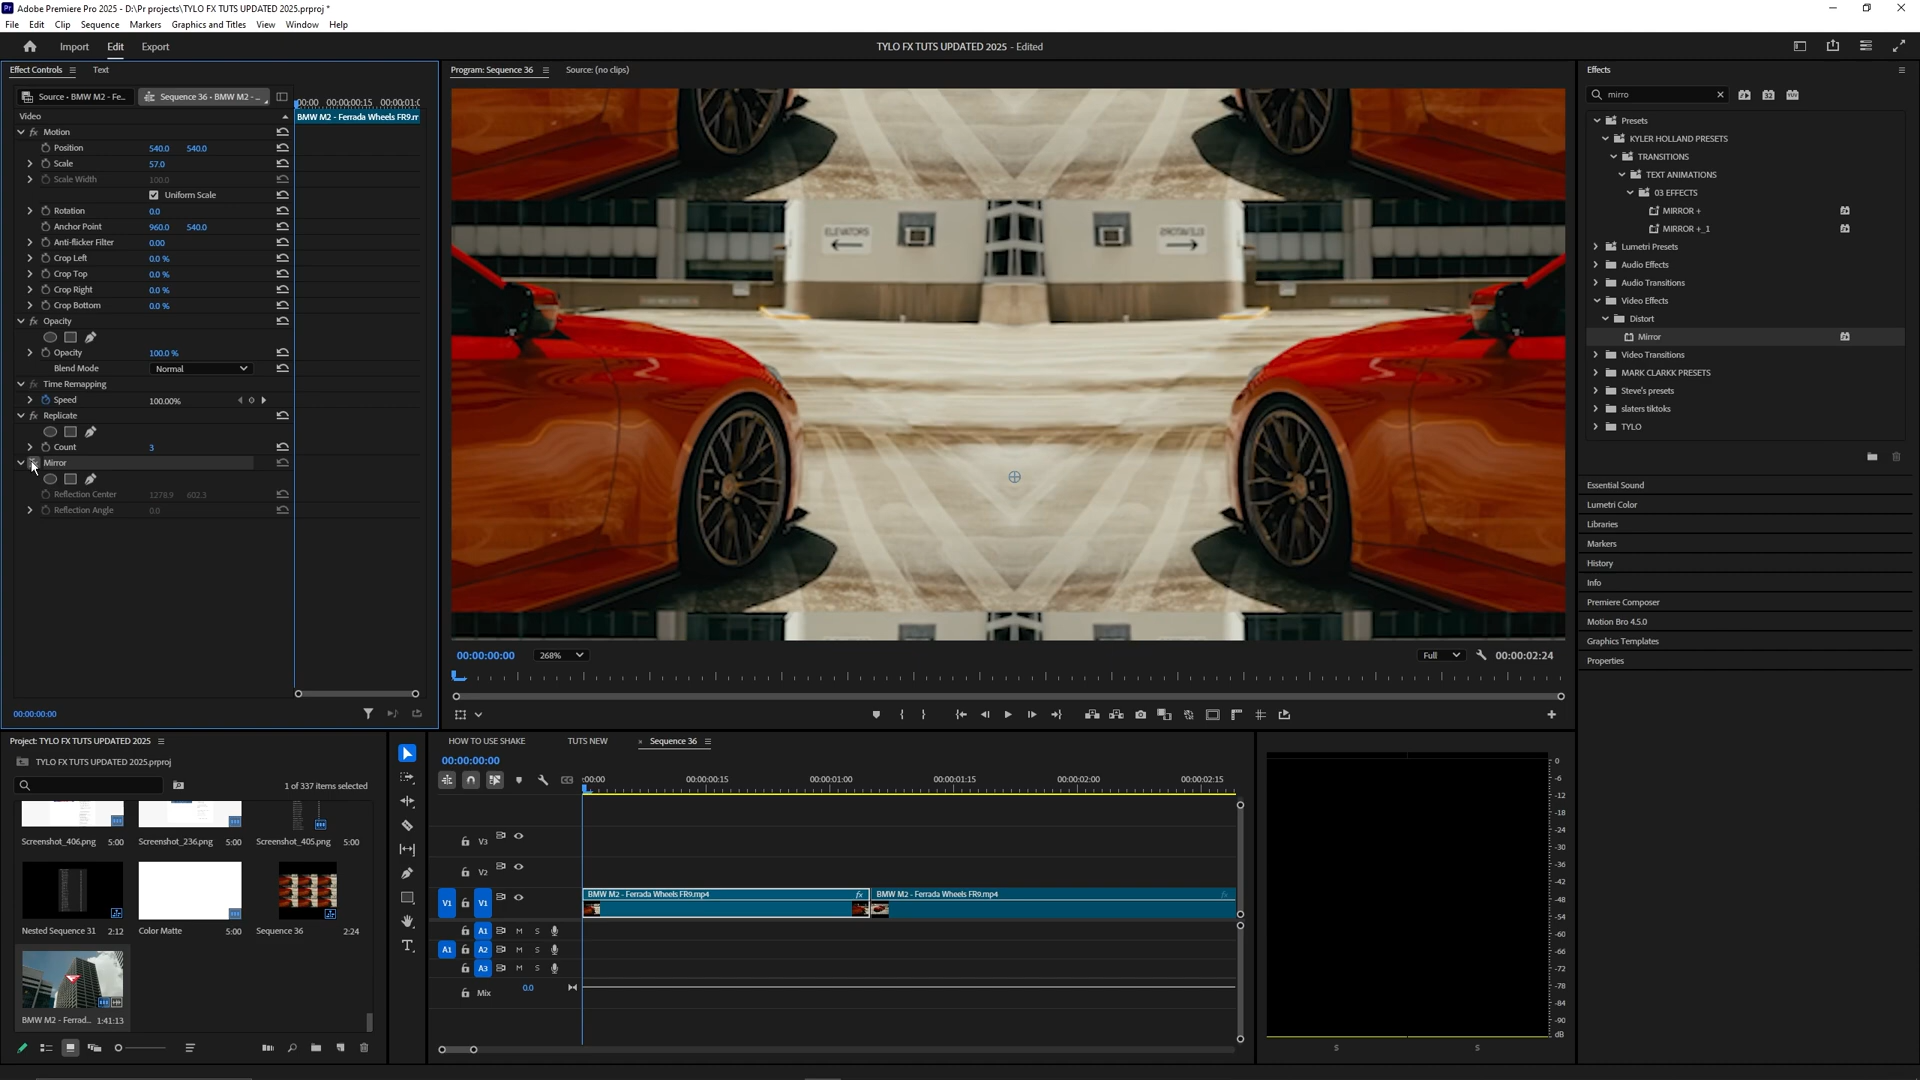 Adobe Premiere Pro 2025 - D:\Pr projects\TYLO FX TUTS UPDATED 2025.prproj *
File Edit Clip Sequence Markers Graphics and Titles View Window Help
Import Edit Export
TYLO FX TUTS UPDATED 2025 - Edited
Effect Controls
Text
Source • BMW M2 - Fe...
Sequence 36 - BMW M2 - ...
00:00 00:00:00:15 00:00:01:0
Video
BMW M2 - Ferrada Wheels FR9.m
Motion
Position 540.0 540.0
Scale 57.0
Scale Width 100.0
Uniform Scale
Rotation 0.0
Anchor Point 960.0 540.0
Anti-flicker Filter 0.00
Crop Left 0.0 %
Crop Top 0.0 %
Crop Right 0.0 %
Crop Bottom 0.0 %
Opacity
Opacity 100.0 %
Blend Mode Normal
Time Remapping
Speed 100.00%
Replicate
Count 3
Mirror
Reflection Center 1278.9 602.3
Reflection Angle 0.0
00:00:00:00
Program: Sequence 36
Source: (no clips)
ELEVATORS
00:00:00:00
268%
Full
00:00:02:24
Effects
mirro
Presets
KYLER HOLLAND PRESETS
TRANSITIONS
TEXT ANIMATIONS
03 EFFECTS
MIRROR +
MIRROR +_1
Lumetri Presets
Audio Effects
Audio Transitions
Video Effects
Distort
Mirror
Video Transitions
MARK CLARKK PRESETS
Steve's presets
slaters tiktoks
TYLO
Essential Sound
Lumetri Color
Libraries
Markers
History
Info
Premiere Composer
Motion Bro 4.5.0
Graphics Templates
Properties
Project: TYLO FX TUTS UPDATED 2025
TYLO FX TUTS UPDATED 2025.prproj
1 of 337 items selected
Screenshot_406.png 5:00
Screenshot_236.png 5:00
Screenshot_405.png 5:00
Nested Sequence 31 2:12
Color Matte 5:00
Sequence 36 2:24
BMW M2 - Ferrad... 1:41:13
HOW TO USE SHAKE
TUTS NEW
× Sequence 36
00:00:00:00
:00:00 00:00:00:15 00:00:01:00 00:00:01:15 00:00:02:00 00:00:02:15
V3
V2
V1 V1
BMW M2 - Ferrada Wheels FR9.mp4 fx
BMW M2 - Ferrada Wheels FR9.mp4 fx
A1 M S
A1 A2 M S
A3 M S
Mix 0.0
0
-6
-12
-18
-24
-30
-36
-42
-48
-54
-60
-66
-72
-78
-84
-90
dB
S S